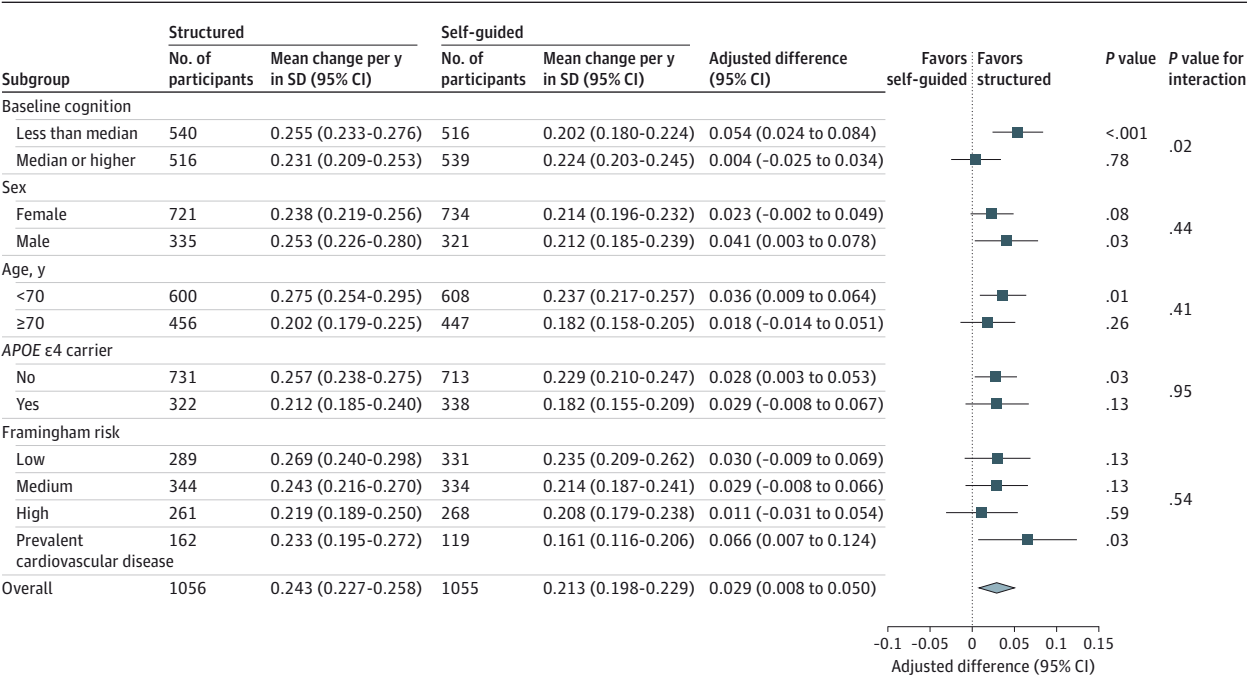 Structured Self-guided
Subgroup No. of participants Mean change per y in SD (95% CI) No. of participants Mean change per y in SD (95% CI) Adjusted difference (95% CI) Favors self-guided Favors structured P value P value for interaction
Baseline cognition
Less than median 540 0.255 (0.233-0.276) 516 0.202 (0.180-0.224) 0.054 (0.024 to 0.084) <.001
.02
Median or higher 516 0.231 (0.209-0.253) 539 0.224 (0.203-0.245) 0.004 (-0.025 to 0.034) .78
Sex
Female 721 0.238 (0.219-0.256) 734 0.214 (0.196-0.232) 0.023 (-0.002 to 0.049) .08
.44
Male 335 0.253 (0.226-0.280) 321 0.212 (0.185-0.239) 0.041 (0.003 to 0.078) .03
Age, y
<70 600 0.275 (0.254-0.295) 608 0.237 (0.217-0.257) 0.036 (0.009 to 0.064) .01
.41
≥70 456 0.202 (0.179-0.225) 447 0.182 (0.158-0.205) 0.018 (-0.014 to 0.051) .26
APOE ε4 carrier
No 731 0.257 (0.238-0.275) 713 0.229 (0.210-0.247) 0.028 (0.003 to 0.053) .03
.95
Yes 322 0.212 (0.185-0.240) 338 0.182 (0.155-0.209) 0.029 (-0.008 to 0.067) .13
Framingham risk
Low 289 0.269 (0.240-0.298) 331 0.235 (0.209-0.262) 0.030 (-0.009 to 0.069) .13
Medium 344 0.243 (0.216-0.270) 334 0.214 (0.187-0.241) 0.029 (-0.008 to 0.066) .13
.54
High 261 0.219 (0.189-0.250) 268 0.208 (0.179-0.238) 0.011 (-0.031 to 0.054) .59
Prevalent 162 0.233 (0.195-0.272) 119 0.161 (0.116-0.206) 0.066 (0.007 to 0.124) .03
cardiovascular disease
Overall 1056 0.243 (0.227-0.258) 1055 0.213 (0.198-0.229) 0.029 (0.008 to 0.050)
-0.1 -0.05 0 0.05 0.1 0.15
Adjusted difference (95% CI)